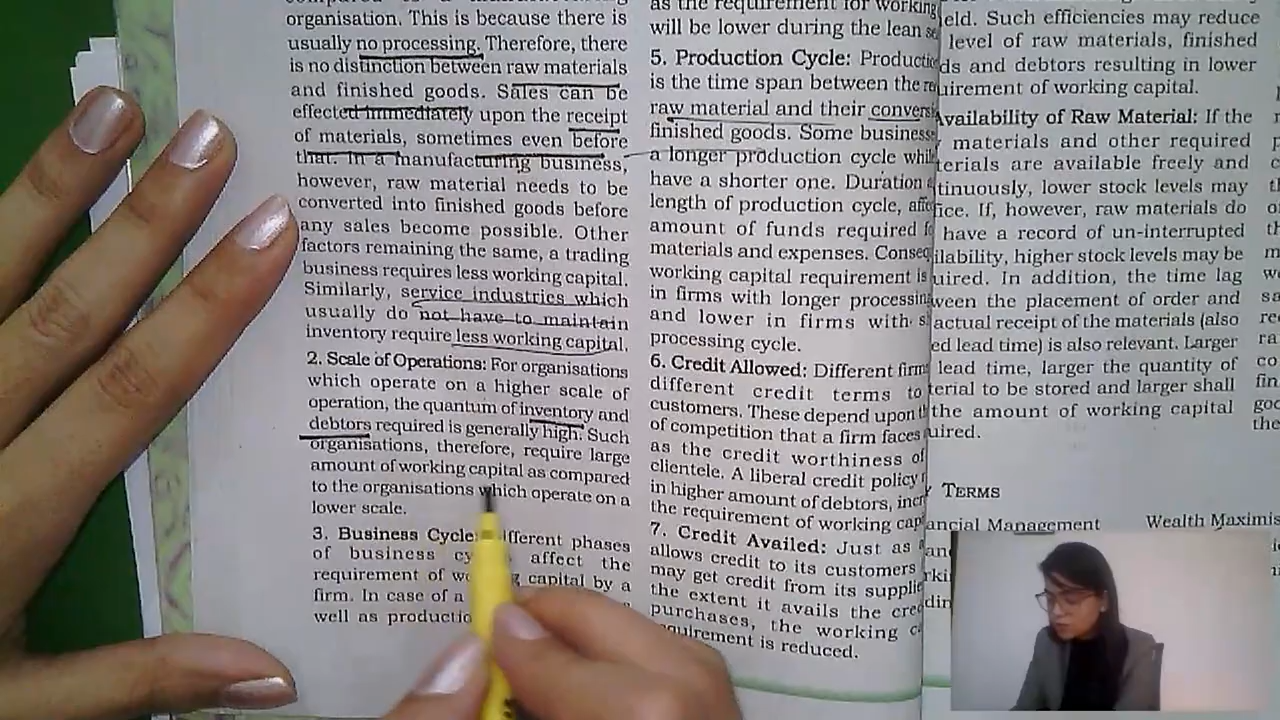 organisation. This is because there is
usually no processing. Therefore, there
is no distinction between raw materials
and finished goods. Sales can be
effected immediately upon the receipt
of materials, sometimes even before
that. In a manufacturing business,
however, raw material needs to be
converted into finished goods before
any sales become possible. Other
factors remaining the same, a trading
business requires less working capital.
Similarly, service industries which
usually do not have to maintain
inventory require less working capital.
2. Scale of Operations: For organisations
which operate on a higher scale of
operation, the quantum of inventory and
debtors required is generally high. Such
organisations, therefore, require large
amount of working capital as compared
to the organisations which operate on a
lower scale.
3. Business Cycle:
of business affect the
requirement of capital by a
firm. In case of a
well as
as the requirement for working
will be lower during the lean
5. Production Cycle:
is the time span between the
raw material and their
finished goods. Some
a longer production cycle
have a shorter one. Duration
length of production cycle,
amount of funds required
materials and expenses.
working capital requirement is
in firms with longer processing
and lower in firms with
processing cycle.
6. Credit Allowed: Different
different credit terms to
customers. These depend upon
of competition that a firm faces
as the credit worthiness of
clientele. A liberal credit policy
in higher amount of debtors,
the requirement of working
7. Credit Availed: Just as
allows credit to its customers
may get credit from its
the extent it avails the
purchases, the working
is reduced.
Such efficiencies may reduce
level of raw materials, finished
and debtors resulting in lower
of working capital.
of Raw Material: If the
materials and other required
are available freely and
lower stock levels may
If, however, raw materials do
have a record of un-interrupted
higher stock levels may be
In addition, the time lag
the placement of order and
actual receipt of the materials (also
lead time) is also relevant. Larger
lead time, larger the quantity of
to be stored and larger shall
the amount of working capital
Terms
Management Wealth